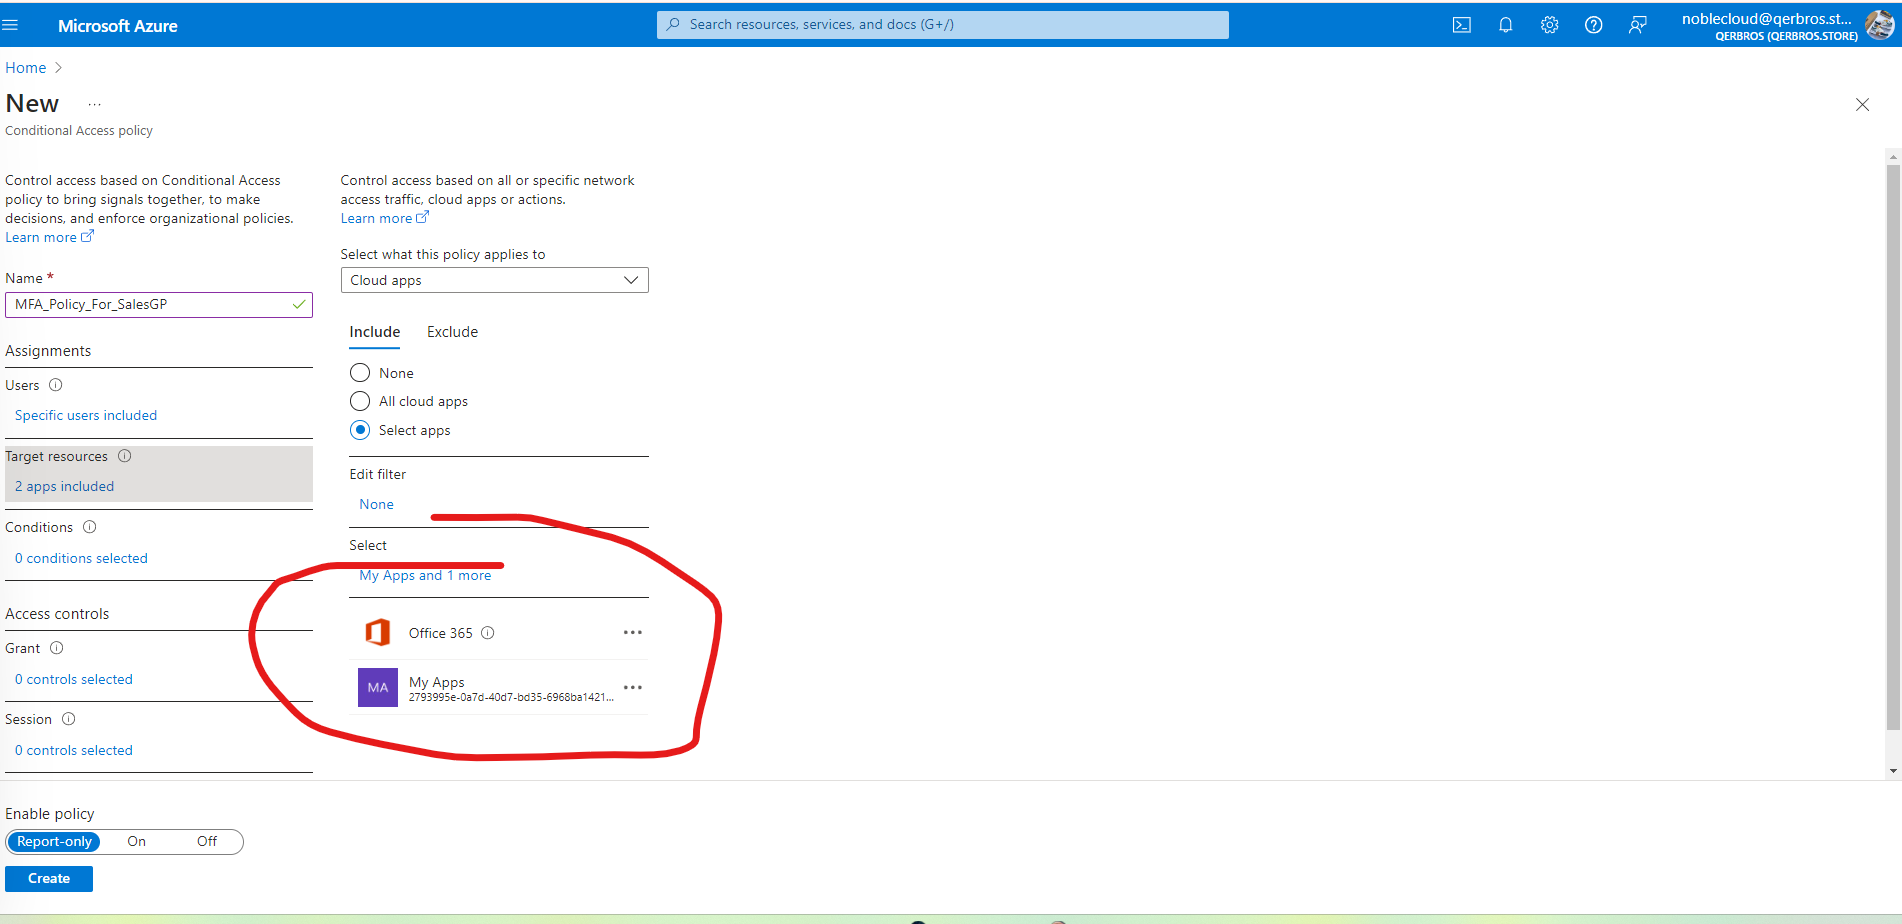 Microsoft Azure
Search resources, services, and docs (G+/)
noblecloud@qerbros.st...
QERBROS (QERBROS.STORE)
Home
New ...
Conditional Access policy
Control access based on Conditional Access
policy to bring signals together, to make
decisions, and enforce organizational policies.
Learn more
Name *
MFA_Policy_For_SalesGP
Assignments
Users
Specific users included
Target resources
2 apps included
Conditions
0 conditions selected
Access controls
Grant
0 controls selected
Session
0 controls selected
Control access based on all or specific network
access traffic, cloud apps or actions.
Learn more
Select what this policy applies to
Cloud apps
Include Exclude
None
All cloud apps
Select apps
Edit filter
None
Select
My Apps and 1 more
Office 365
MA
My Apps
2793995e-0a7d-40d7-bd35-6968ba1421...
Enable policy
Report-only On Off
Create